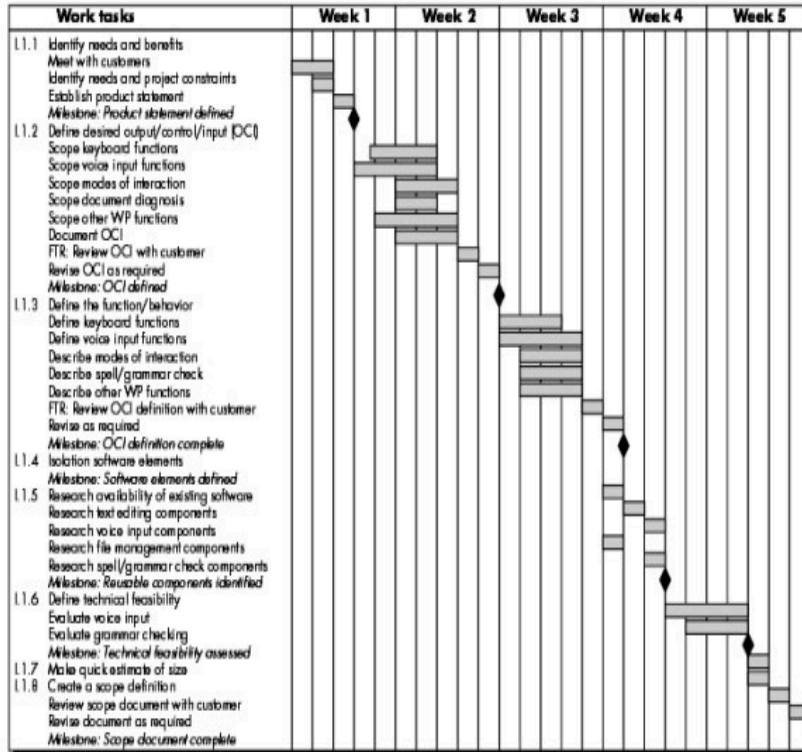 Work tasks Week 1 Week 2 Week 3 Week 4 Week 5
I.1.1 Identify needs and benefits
Meet with customers
Identify needs and project constraints
Establish product statement
Milestone: Product statement defined
I.1.2 Define desired output/control/input (OCI)
Scope keyboard functions
Scope voice input functions
Scope modes of interaction
Scope document diagnosis
Scope other WP functions
Document OCI
FTR: Review OCI with customer
Revise OCI as required
Milestone: OCI defined
I.1.3 Define the function/behavior
Define keyboard functions
Define voice input functions
Describe modes of interaction
Describe spell/grammar check
Describe other WP functions
FTR: Review OCI definition with customer
Revise as required
Milestone: OCI definition complete
I.1.4 Isolation software elements
Milestone: Software elements defined
I.1.5 Research availability of existing software
Research text editing components
Research voice input components
Research file management components
Research spell/grammar check components
Milestone: Reusable components identified
I.1.6 Define technical feasibility
Evaluate voice input
Evaluate grammar checking
Milestone: Technical feasibility assessed
I.1.7 Make quick estimate of size
I.1.8 Create a scope definition
Review scope document with customer
Revise document as required
Milestone: Scope document complete